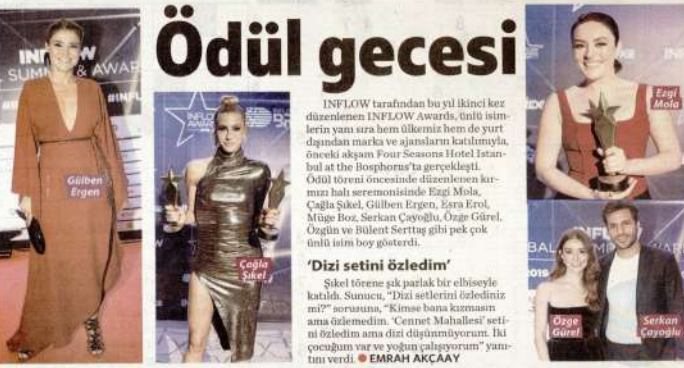 Ödül gecesi
INFLOW
SUMMIT & AWAR
#INFL
Gülben
Ergen
INFLOW
Çağla
Şıkel
INFLOW tarafından bu yıl ikinci kez
düzenlenen INFLOW Awards, ünlü isim-
lerin yanı sıra hem ülkemiz hem de yurt
dışından marka ve ajansların katılımıyla,
önceki akşam Four Seasons Hotel Istan-
bul at the Bosphorus'ta gerçekleşti.
Ödül töreni öncesinde düzenlenen kır-
mızı halı seremonisinde Ezgi Mola,
Çağla Şıkel, Gülben Ergen, Esra Erol,
Müge Boz, Serkan Çayoğlu, Özge Gürel,
Özgün ve Bülent Serttaş gibi pek çok
ünlü isim boy gösterdi.
'Dizi setini özledim'
Şıkel törene şık parlak bir elbiseyle
katıldı. Sunucu, "Dizi setlerini özlediniz
mi?" sorusuna, "Kimse bana kızmasın
ama özlemedim. 'Cennet Mahallesi' seti-
ni özledim ama dizi düşünmüyorum. İki
çocuğum var ve yoğun çalışıyorum" yanı-
tını verdi. ● EMRAH AKÇAAY
Ezgi
Mola
Özge
Gürel
Serkan
Çayoğlu